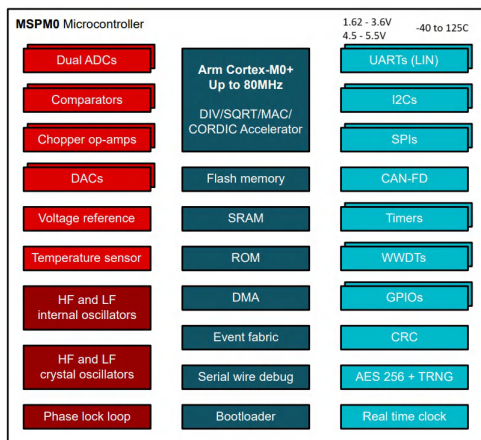 MSPM0 Microcontroller
1.62 - 3.6V
4.5 - 5.5V
-40 to 125C
Dual ADCs
Comparators
Chopper op-amps
DACs
Voltage reference
Temperature sensor
HF and LF
internal oscillators
HF and LF
crystal oscillators
Phase lock loop
Arm Cortex-M0+
Up to 80MHz
DIV/SQRT/MAC/
CORDIC Accelerator
Flash memory
SRAM
ROM
DMA
Event fabric
Serial wire debug
Bootloader
UARTs (LIN)
I2Cs
SPIs
CAN-FD
Timers
WWDTs
GPIOs
CRC
AES 256 + TRNG
Real time clock